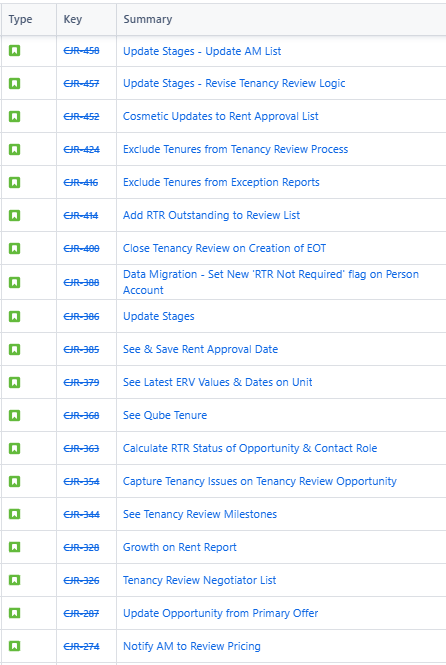 Type Key Summary
CJR-458 Update Stages - Update AM List
CJR-457 Update Stages - Revise Tenancy Review Logic
CJR-452 Cosmetic Updates to Rent Approval List
CJR-424 Exclude Tenures from Tenancy Review Process
CJR-416 Exclude Tenures from Exception Reports
CJR-414 Add RTR Outstanding to Review List
CJR-400 Close Tenancy Review on Creation of EOT
CJR-388 Data Migration - Set New 'RTR Not Required' flag on Person
Account
CJR-386 Update Stages
CJR-385 See & Save Rent Approval Date
CJR-379 See Latest ERV Values & Dates on Unit
CJR-368 See Qube Tenure
CJR-363 Calculate RTR Status of Opportunity & Contact Role
CJR-354 Capture Tenancy Issues on Tenancy Review Opportunity
CJR-344 See Tenancy Review Milestones
CJR-328 Growth on Rent Report
CJR-326 Tenancy Review Negotiator List
CJR-287 Update Opportunity from Primary Offer
CJR-274 Notify AM to Review Pricing